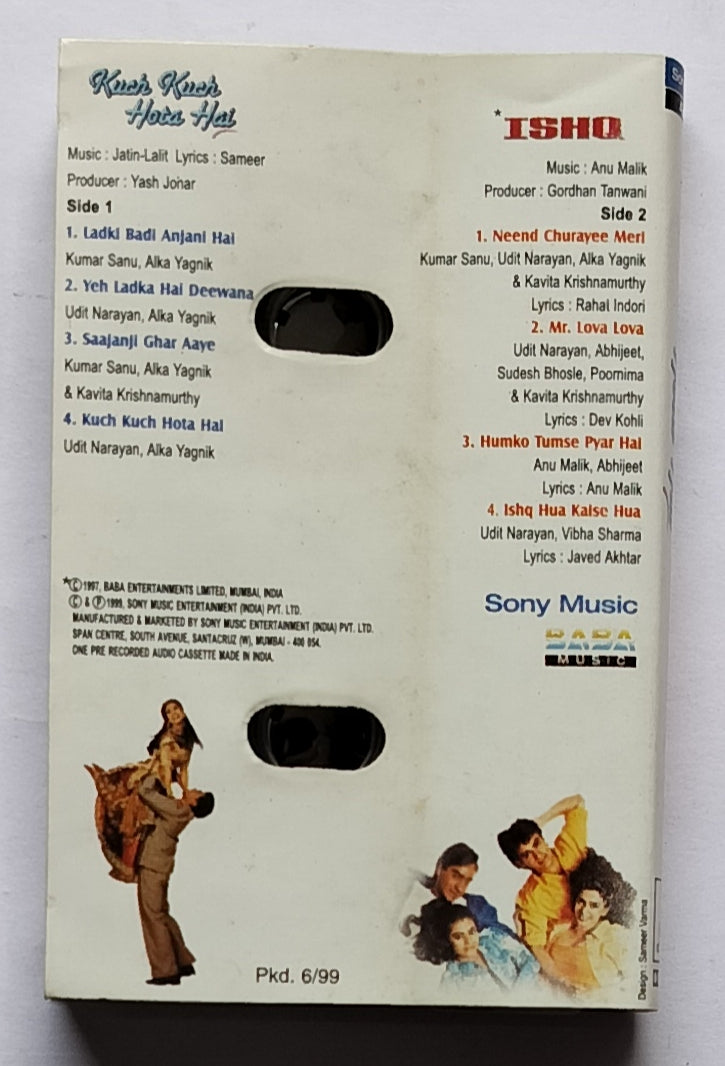 Kuch Kuch
Hota Hai
Music : Jatin-Lalit Lyrics : Sameer
Producer : Yash Johar
Side 1
1. Ladki Badi Anjani Hai
Kumar Sanu, Alka Yagnik
2. Yeh Ladka Hai Deewana
Udit Narayan, Alka Yagnik
3. Saajanji Ghar Aaye
Kumar Sanu, Alka Yagnik
& Kavita Krishnamurthy
4. Kuch Kuch Hota Hai
Udit Narayan, Alka Yagnik
*ISHQ
Music : Anu Malik
Producer : Gordhan Tanwani
Side 2
1. Neend Churayee Meri
Kumar Sanu, Udit Narayan, Alka Yagnik
& Kavita Krishnamurthy
Lyrics : Rahat Indori
2. Mr. Lova Lova
Udit Narayan, Abhijeet,
Sudesh Bhosle, Poornima
& Kavita Krishnamurthy
Lyrics : Dev Kohli
3. Humko Tumse Pyar Hai
Anu Malik, Abhijeet
Lyrics : Anu Malik
4. Ishq Hua Kaise Hua
Udit Narayan, Vibha Sharma
Lyrics : Javed Akhtar
*© 1997, BABA ENTERTAINMENTS LIMITED, MUMBAI, INDIA
© & ℗ 1999, SONY MUSIC ENTERTAINMENT (INDIA) PVT. LTD.
MANUFACTURED & MARKETED BY SONY MUSIC ENTERTAINMENT (INDIA) PVT. LTD.
SPAN CENTRE, SOUTH AVENUE, SANTACRUZ (W), MUMBAI - 400 054.
ONE PRE RECORDED AUDIO CASSETTE MADE IN INDIA.
Sony Music
BABA
MUSIC
Pkd. 6/99
Design : Sameer Varma